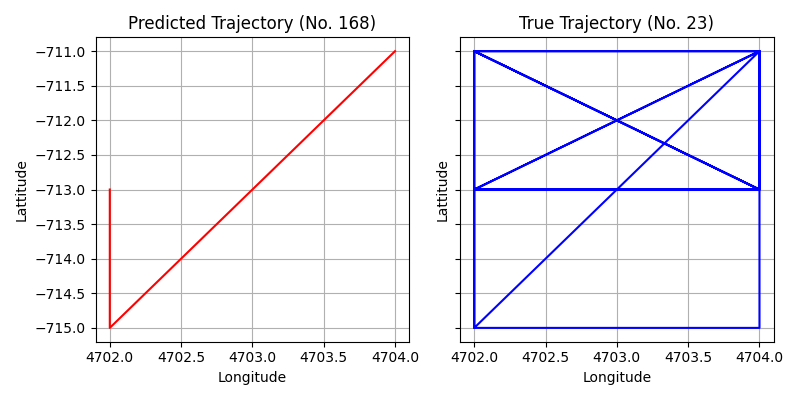 Predicted Trajectory (No. 168)
−711.0
−711.5
−712.0
−712.5
−713.0
−713.5
−714.0
−714.5
−715.0
Lattitude
4702.0 4702.5 4703.0 4703.5 4704.0
Longitude
True Trajectory (No. 23)
Lattitude
4702.0 4702.5 4703.0 4703.5 4704.0
Longitude